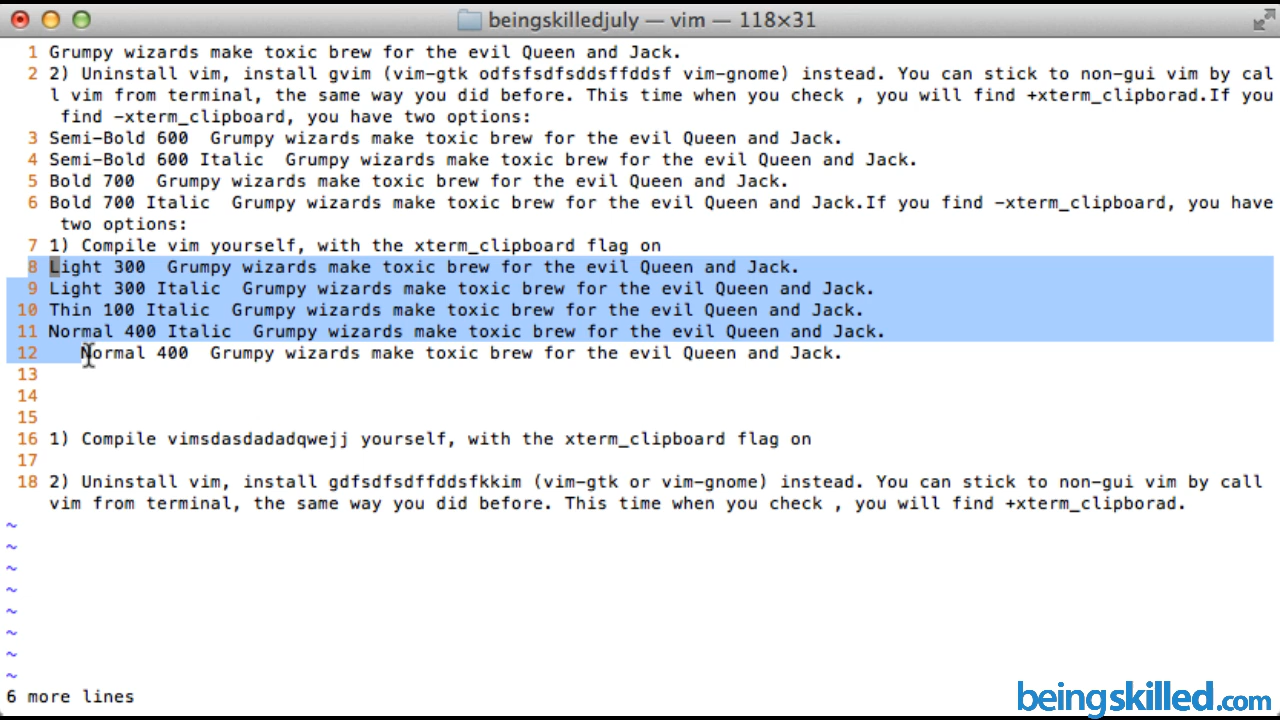 beingskilledjuly — vim — 118×31
1 Grumpy wizards make toxic brew for the evil Queen and Jack.
2 2) Uninstall vim, install gvim (vim-gtk odfsfsdfsddsffddsf vim-gnome) instead. You can stick to non-gui vim by cal
l vim from terminal, the same way you did before. This time when you check , you will find +xterm_clipborad.If you
find -xterm_clipboard, you have two options:
3 Semi-Bold 600  Grumpy wizards make toxic brew for the evil Queen and Jack.
4 Semi-Bold 600 Italic  Grumpy wizards make toxic brew for the evil Queen and Jack.
5 Bold 700  Grumpy wizards make toxic brew for the evil Queen and Jack.
6 Bold 700 Italic  Grumpy wizards make toxic brew for the evil Queen and Jack.If you find -xterm_clipboard, you have
two options:
7 1) Compile vim yourself, with the xterm_clipboard flag on
8 Light 300  Grumpy wizards make toxic brew for the evil Queen and Jack.
9 Light 300 Italic  Grumpy wizards make toxic brew for the evil Queen and Jack.
10 Thin 100 Italic  Grumpy wizards make toxic brew for the evil Queen and Jack.
11 Normal 400 Italic  Grumpy wizards make toxic brew for the evil Queen and Jack.
12    Normal 400  Grumpy wizards make toxic brew for the evil Queen and Jack.
13
14
15
16 1) Compile vimsdasdadadqwejj yourself, with the xterm_clipboard flag on
17
18 2) Uninstall vim, install gdfsdfsdffddsfkkim (vim-gtk or vim-gnome) instead. You can stick to non-gui vim by call
vim from terminal, the same way you did before. This time when you check , you will find +xterm_clipborad.
~
~
~
~
~
~
~
~
6 more lines
beingskilled.com